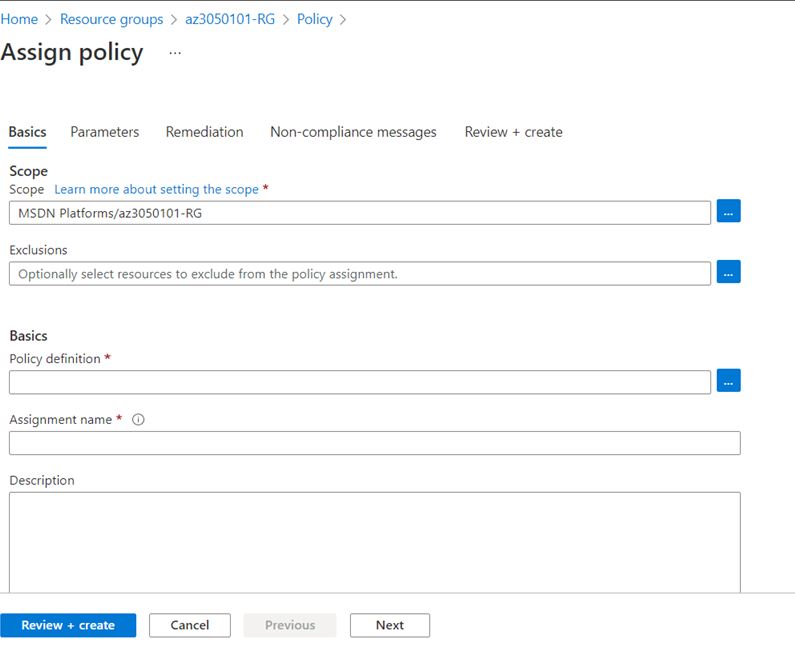 Home > Resource groups > az3050101-RG > Policy >
Assign policy ...
Basics Parameters Remediation Non-compliance messages Review + create
Scope
Scope Learn more about setting the scope *
MSDN Platforms/az3050101-RG ...
Exclusions
Optionally select resources to exclude from the policy assignment. ...
Basics
Policy definition *
...
Assignment name *
Description
Review + create Cancel Previous Next